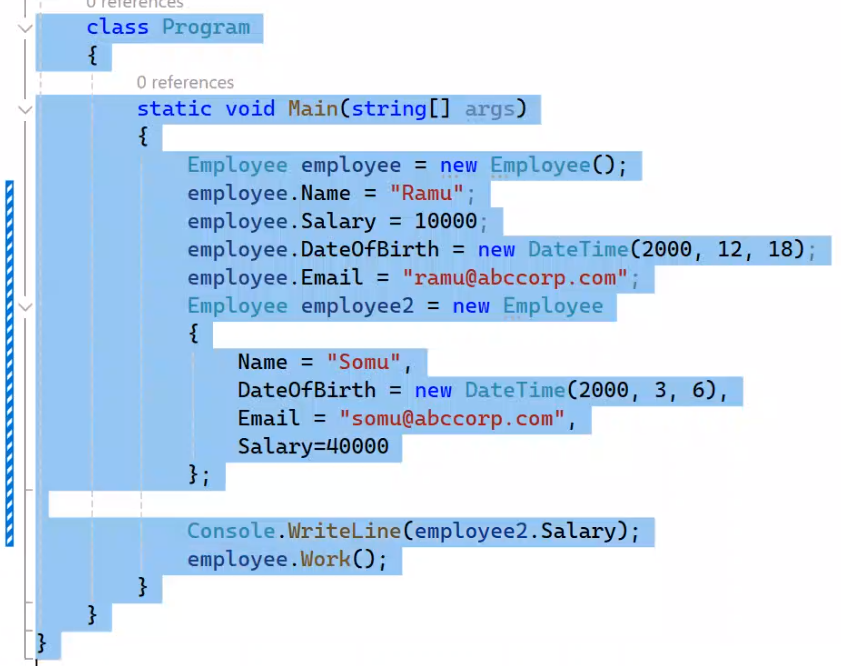 0 references
class Program
{
0 references
static void Main(string[] args)
{
Employee employee = new Employee();
employee.Name = "Ramu";
employee.Salary = 10000;
employee.DateOfBirth = new DateTime(2000, 12, 18);
employee.Email = "ramu@abccorp.com";
Employee employee2 = new Employee
{
Name = "Somu",
DateOfBirth = new DateTime(2000, 3, 6),
Email = "somu@abccorp.com",
Salary=40000
};
Console.WriteLine(employee2.Salary);
employee.Work();
}
}
}